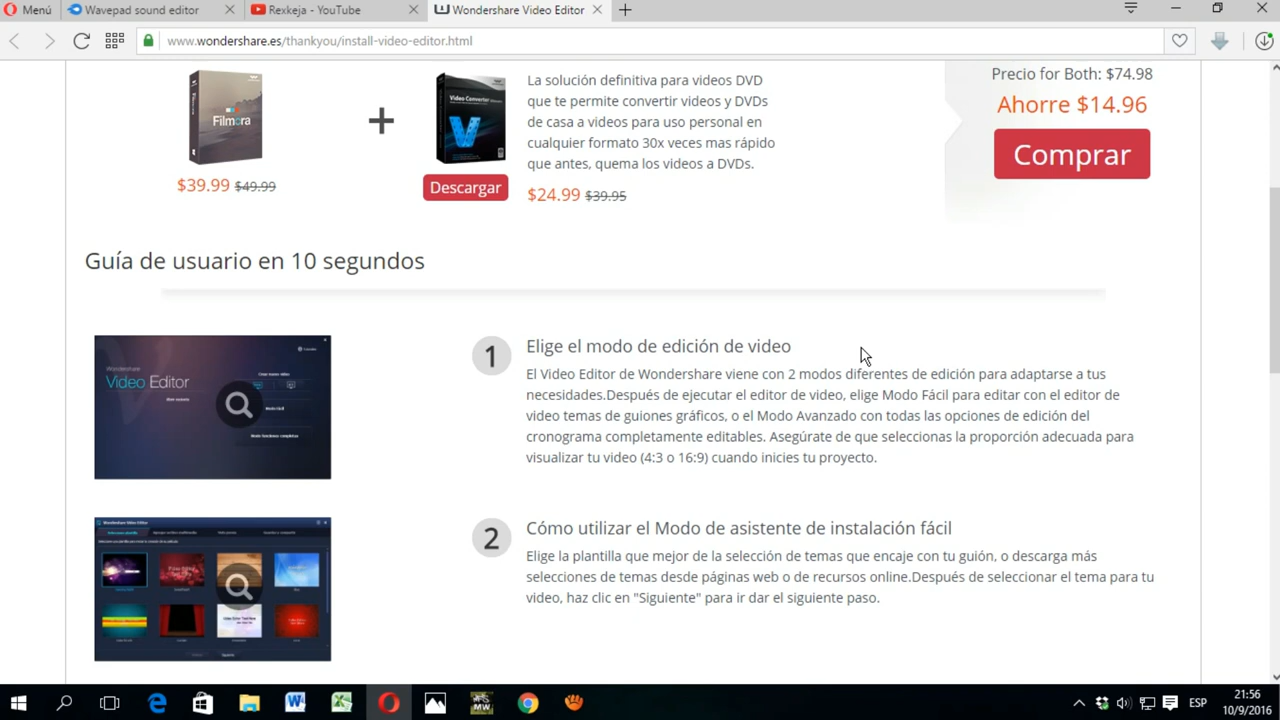 Menú
Wavepad sound editor
Rexkeja - YouTube
Wondershare Video Editor
www.wondershare.es/thankyou/install-video-editor.html
Filmora
$39.99 $49.99
Video Converter
Descargar
La solución definitiva para videos DVD
que te permite convertir videos y DVDs
de casa a videos para uso personal en
cualquier formato 30x veces mas rápido
que antes, quema los videos a DVDs.
$24.99 $39.95
Precio for Both: $74.98
Ahorre $14.96
Comprar
Guía de usuario en 10 segundos
Wondershare
Video Editor
1
Elige el modo de edición de video
El Video Editor de Wondershare viene con 2 modos diferentes de edición para adaptarse a tus
necesidades.Después de ejecutar el editor de video, elige Modo Fácil para editar con el editor de
video temas de guiones gráficos, o el Modo Avanzado con todas las opciones de edición del
cronograma completamente editables. Asegúrate de que seleccionas la proporción adecuada para
visualizar tu video (4:3 o 16:9) cuando inicies tu proyecto.
Wondershare Video Editor
2
Cómo utilizar el Modo de asistente de instalación fácil
Elige la plantilla que mejor de la selección de temas que encaje con tu guión, o descarga más
selecciones de temas desde páginas web o de recursos online.Después de seleccionar el tema para tu
video, haz clic en "Siguiente" para ir dar el siguiente paso.
MW
ESP
21:56
10/9/2016